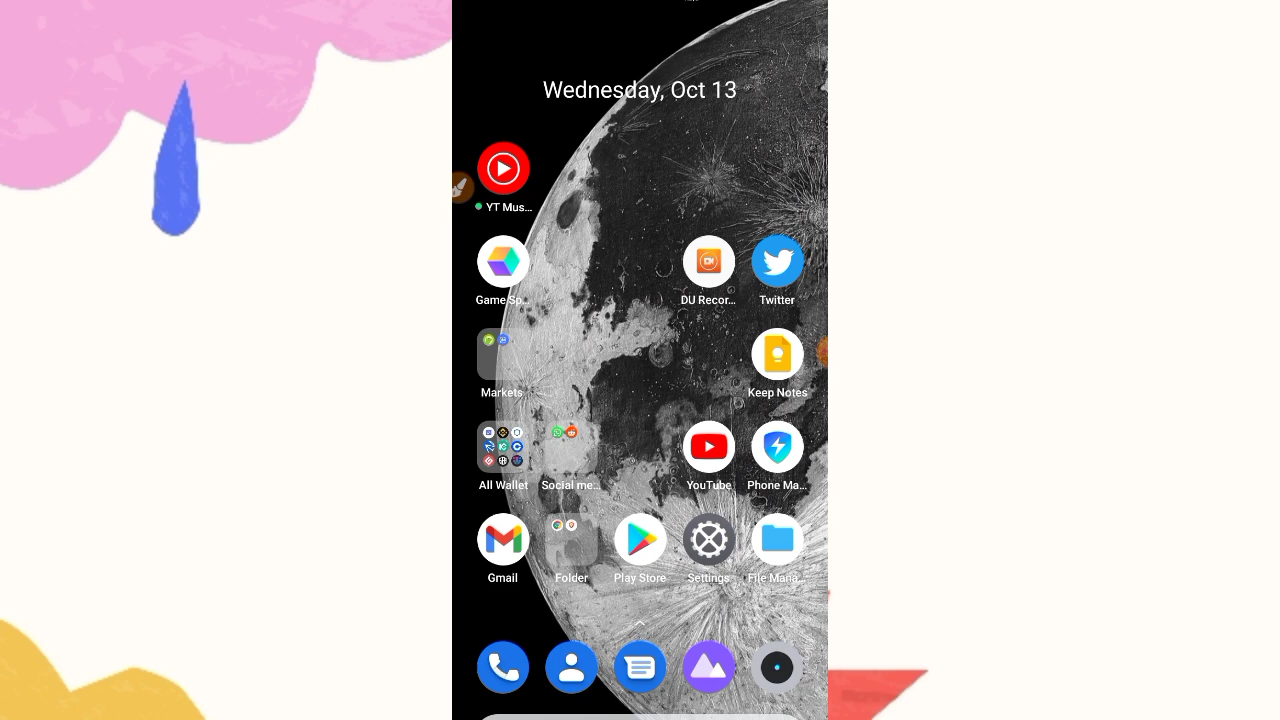 Wednesday, Oct 13
YT Mus...
Game Sp...
DU Recor...
Twitter
Markets
Keep Notes
All Wallet
Social me...
YouTube
Phone Ma...
Gmail
Folder
Play Store
Settings
File Mana...